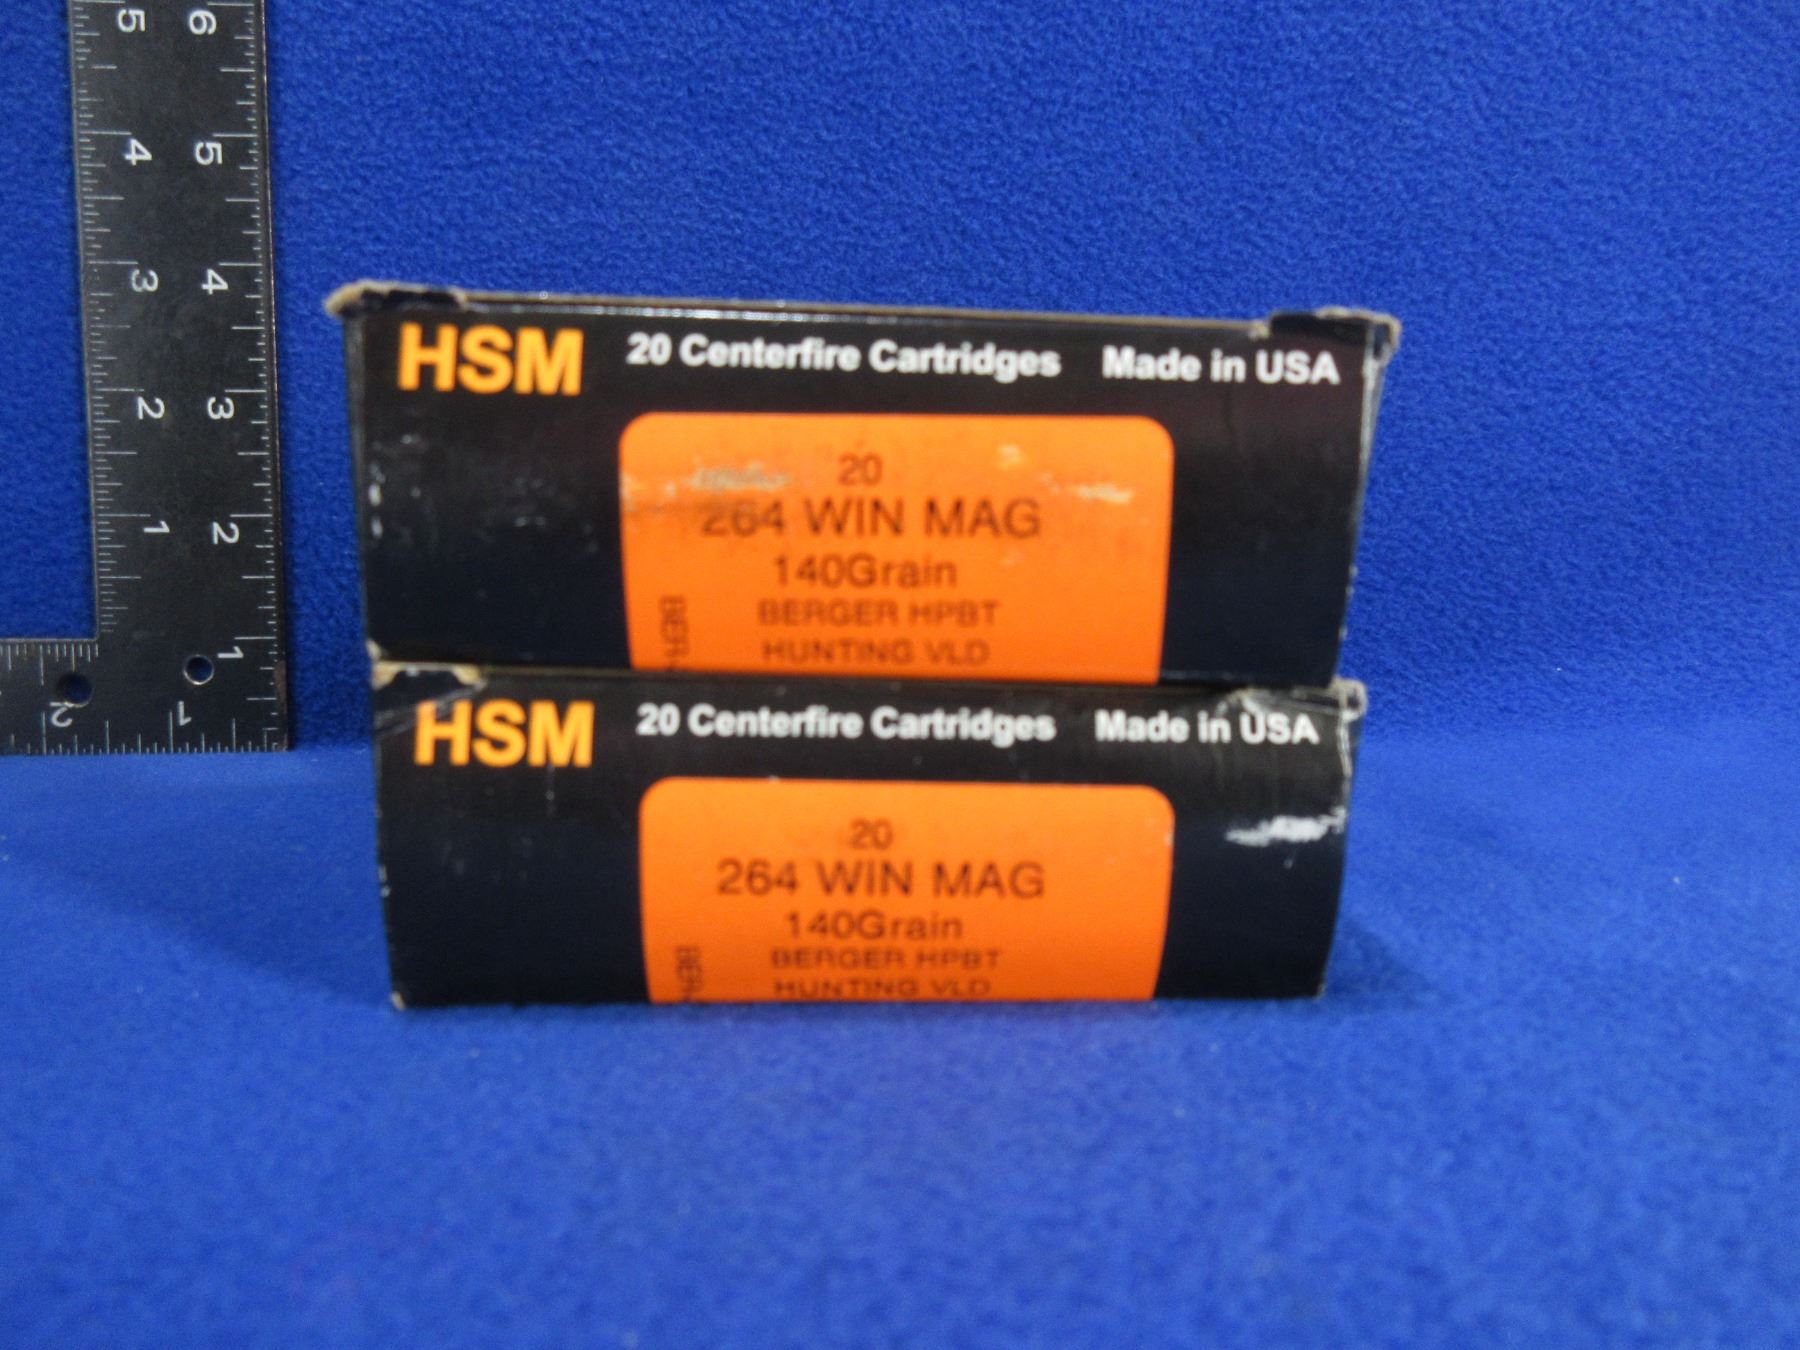 5 6
4 5
3 4
2 3
1 2
1
2 1
HSM 20 Centerfire Cartridges Made in USA
20
264 WIN MAG
140Grain
BERGER HPBT
HUNTING VLD
HSM 20 Centerfire Cartridges Made in USA
20
264 WIN MAG
140Grain
BERGER HPBT
HUNTING VLD